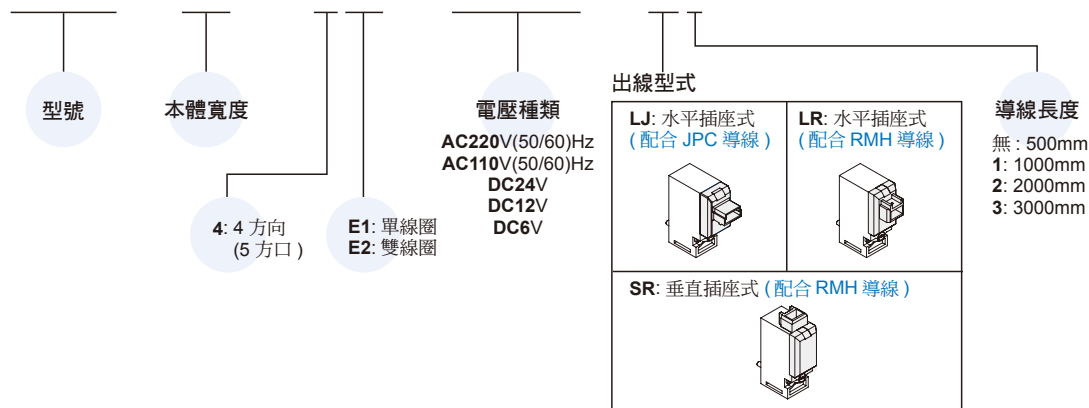 型號
本體寬度
4: 4 方向
(5 方口 )
E1: 單線圈
E2: 雙線圈
電壓種類
AC220V(50/60)Hz
AC110V(50/60)Hz
DC24V
DC12V
DC6V
出線型式
LJ: 水平插座式
( 配合 JPC 導線 )
LR: 水平插座式
( 配合 RMH 導線 )
SR: 垂直插座式 ( 配合 RMH 導線 )
導線長度
無 : 500mm
1: 1000mm
2: 2000mm
3: 3000mm